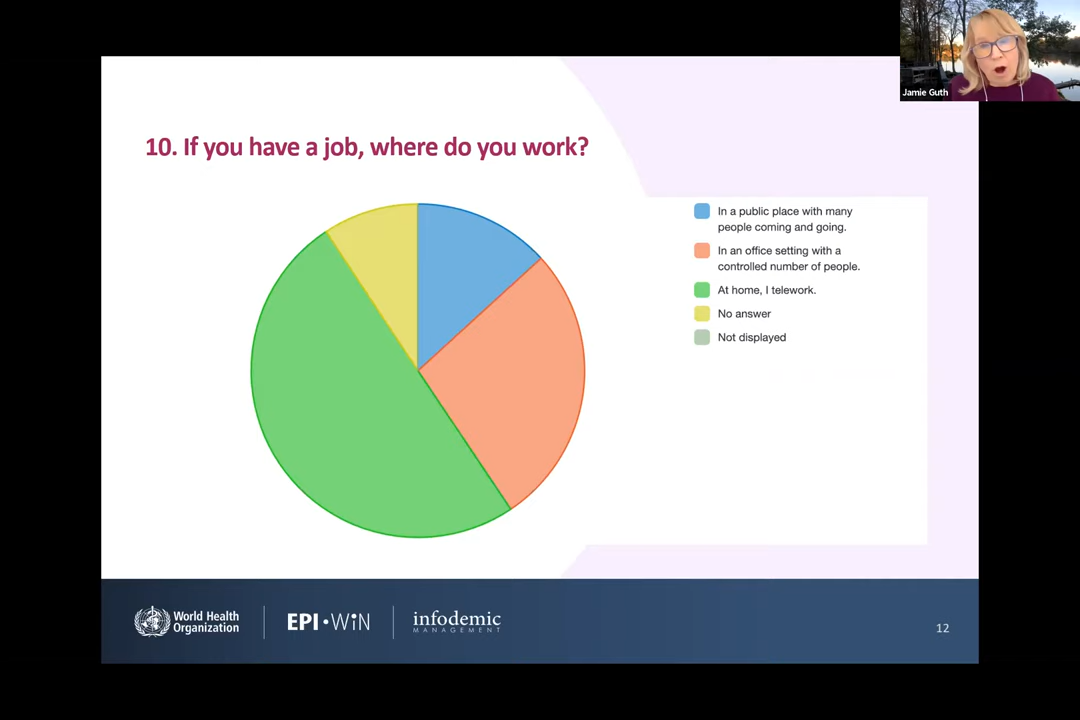 Jamie Guth
10. If you have a job, where do you work?
In a public place with many
people coming and going.
In an office setting with a
controlled number of people.
At home, I telework.
No answer
Not displayed
World Health
Organization
EPI•WiN
infodemic
MANAGEMENT
12